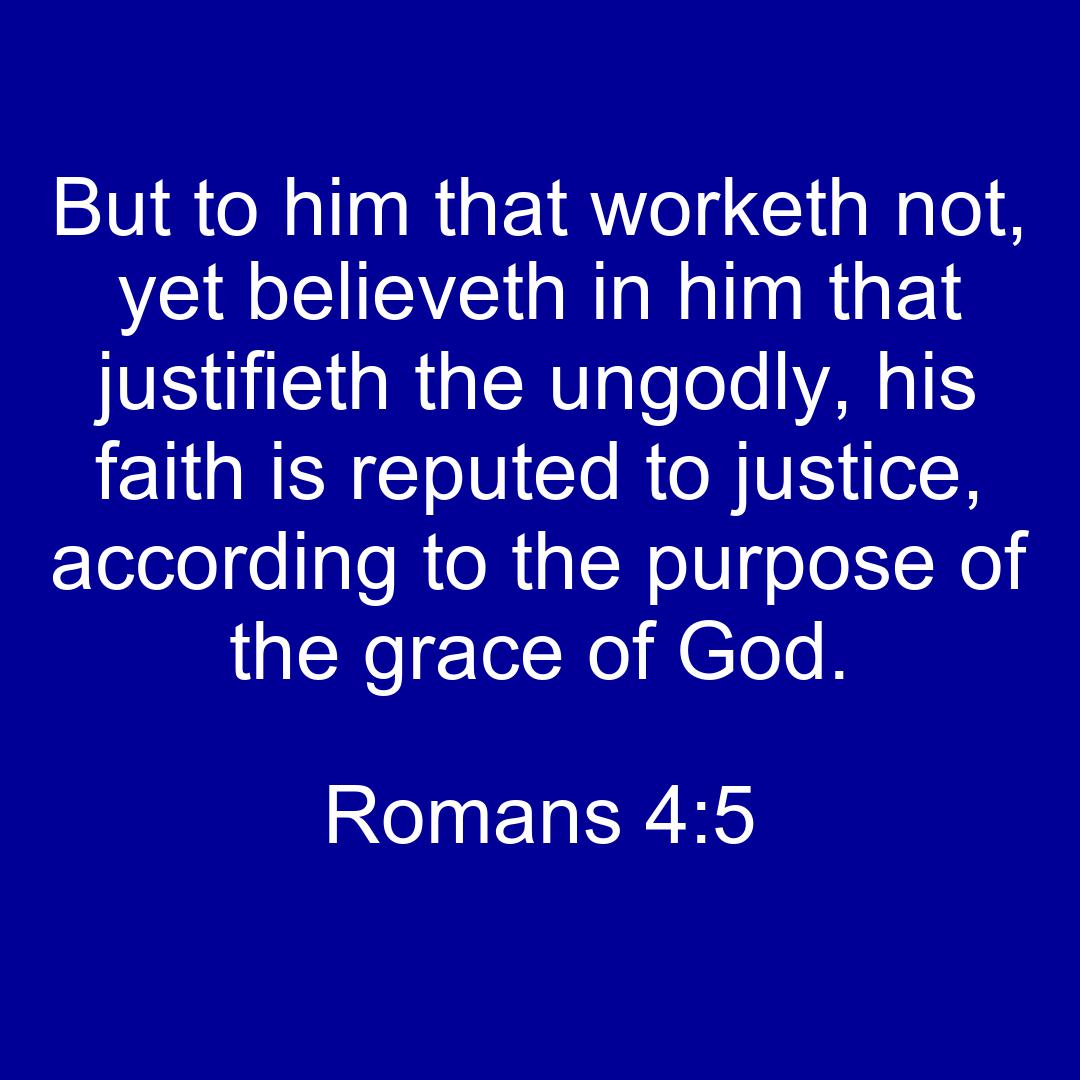 But to him that worketh not,
yet believeth in him that
justifieth the ungodly, his
faith is reputed to justice,
according to the purpose of
the grace of God.
Romans 4:5